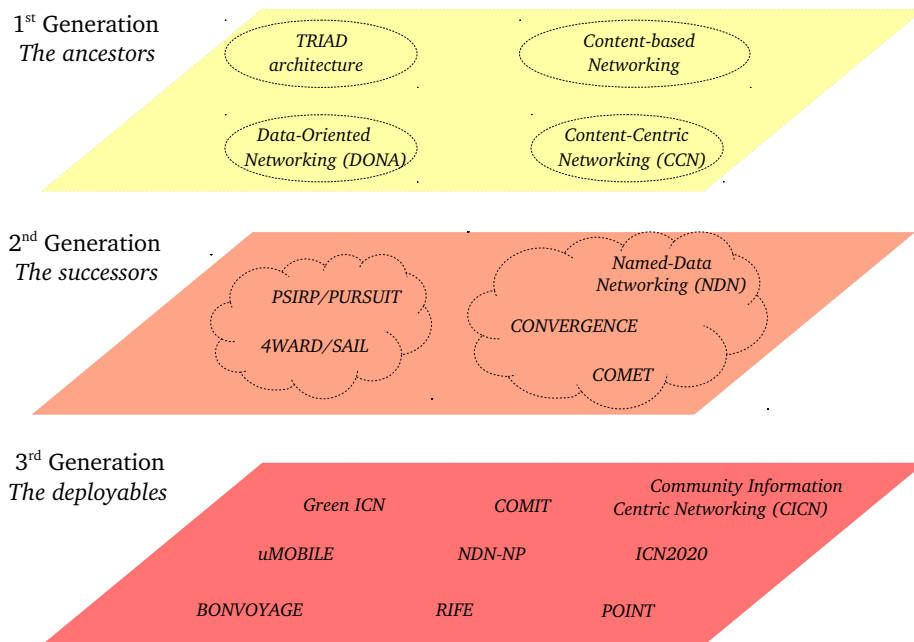 1st Generation
The ancestors
TRIAD
architecture
Content-based
Networking
Data-Oriented
Networking (DONA)
Content-Centric
Networking (CCN)
2nd Generation
The successors
PSIRP/PURSUIT
4WARD/SAIL
Named-Data
Networking (NDN)
CONVERGENCE
COMET
3rd Generation
The deployables
Green ICN
COMIT
Community Information
Centric Networking (CICN)
uMOBILE
NDN-NP
ICN2020
BONVOYAGE
RIFE
POINT